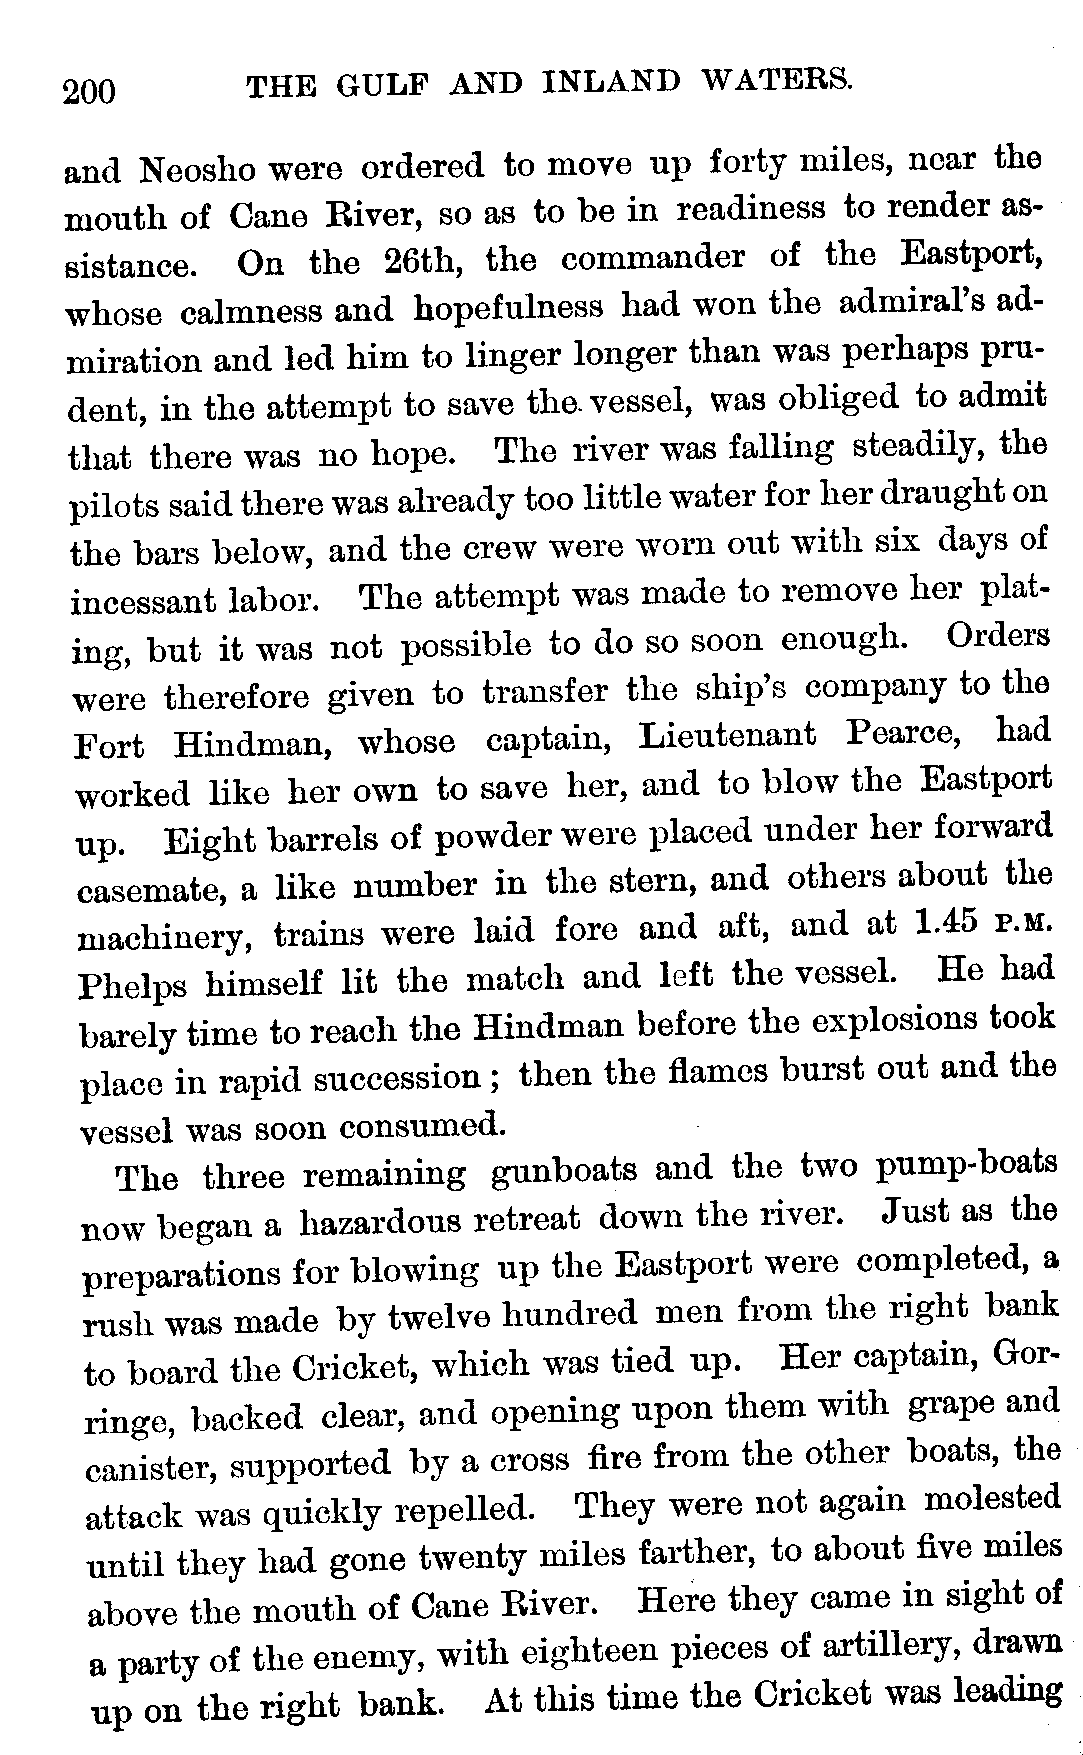 200 THE GULF AND INLAND WATERS.
and Neosho were ordered to move up forty miles, near the
mouth of Cane River, so as to be in readiness to render as-
sistance. On the 26th, the commander of the Eastport,
whose calmness and hopefulness had won the admiral's ad-
miration and led him to linger longer than was perhaps pru-
dent, in the attempt to save the vessel, was obliged to admit
that there was no hope. The river was falling steadily, the
pilots said there was already too little water for her draught on
the bars below, and the crew were worn out with six days of
incessant labor. The attempt was made to remove her plat-
ing, but it was not possible to do so soon enough. Orders
were therefore given to transfer the ship's company to the
Fort Hindman, whose captain, Lieutenant Pearce, had
worked like her own to save her, and to blow the Eastport
up. Eight barrels of powder were placed under her forward
casemate, a like number in the stern, and others about the
machinery, trains were laid fore and aft, and at 1.45 P.M.
Phelps himself lit the match and left the vessel. He had
barely time to reach the Hindman before the explosions took
place in rapid succession; then the flames burst out and the
vessel was soon consumed.
The three remaining gunboats and the two pump-boats
now began a hazardous retreat down the river. Just as the
preparations for blowing up the Eastport were completed, a
rush was made by twelve hundred men from the right bank
to board the Cricket, which was tied up. Her captain, Gor-
ringe, backed clear, and opening upon them with grape and
canister, supported by a cross fire from the other boats, the
attack was quickly repelled. They were not again molested
until they had gone twenty miles farther, to about five miles
above the mouth of Cane River. Here they came in sight of
a party of the enemy, with eighteen pieces of artillery, drawn
up on the right bank. At this time the Cricket was leading